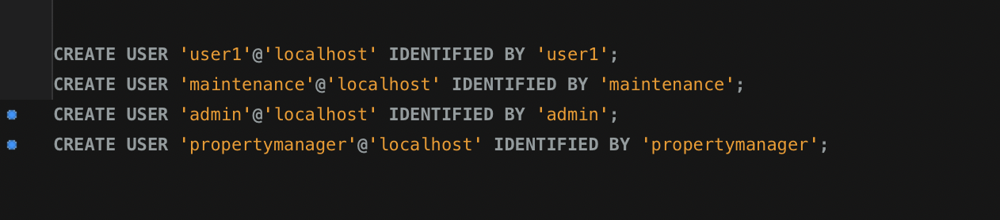 CREATE USER 'user1'@'localhost' IDENTIFIED BY 'user1';
CREATE USER 'maintenance'@'localhost' IDENTIFIED BY 'maintenance';
CREATE USER 'admin'@'localhost' IDENTIFIED BY 'admin';
CREATE USER 'propertymanager'@'localhost' IDENTIFIED BY 'propertymanager';